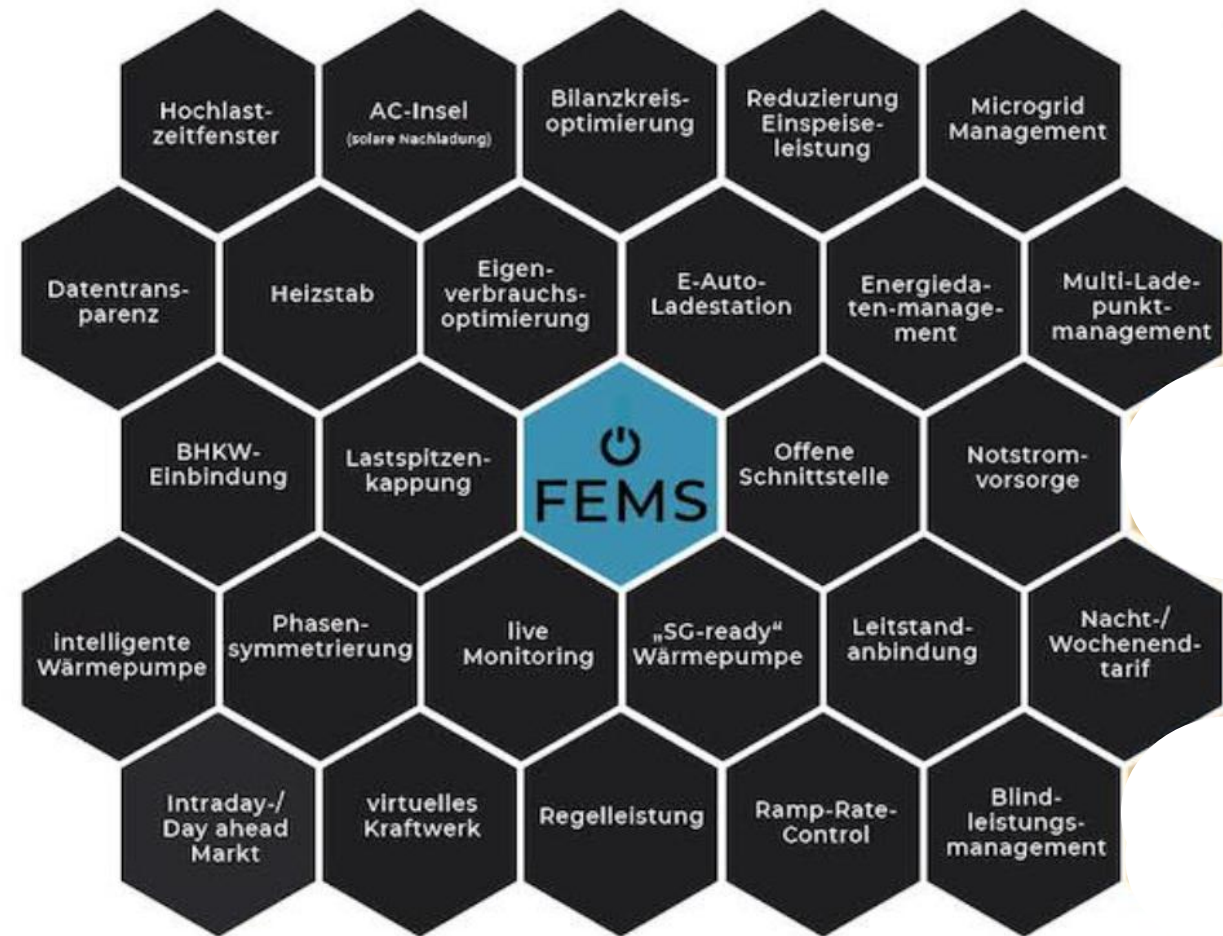 Hochlast-
zeitfenster
AC-Insel
(solare Nachladung)
Bilanzkreis-
optimierung
Reduzierung
Einspeise-
leistung
Microgrid
Management
Datentrans-
parenz
Heizstab
Eigen-
verbrauchs-
optimierung
E-Auto-
Ladestation
Energieda-
ten-manage-
ment
Multi-Lade-
punkt-
management
BHKW-
Einbindung
Lastspitzen-
kappung
FEMS
Offene
Schnittstelle
Notstrom-
vorsorge
intelligente
Wärmepumpe
Phasen-
symmetrierung
live
Monitoring
„SG-ready“
Wärmepumpe
Leitstand-
anbindung
Nacht-/
Wochenend-
tarif
Intraday-/
Day ahead
Markt
virtuelles
Kraftwerk
Regelleistung
Ramp-Rate-
Control
Blind-
leistungs-
management